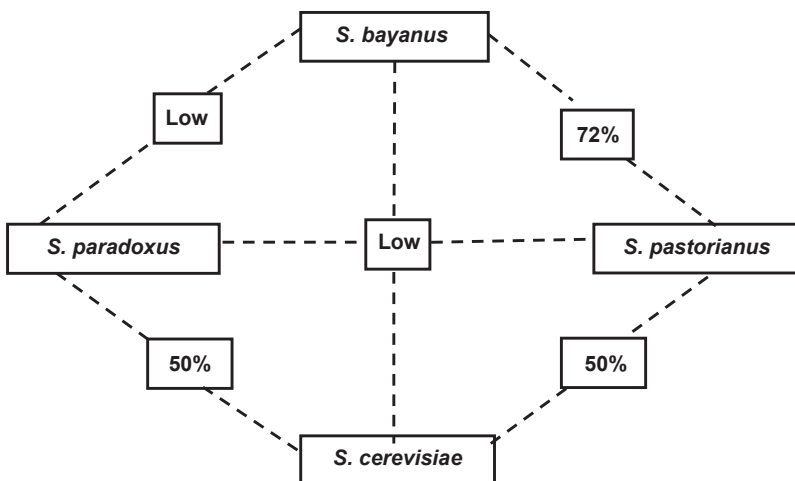 S. bayanus
Low
72%
S. paradoxus
Low
S. pastorianus
50%
50%
S. cerevisiae